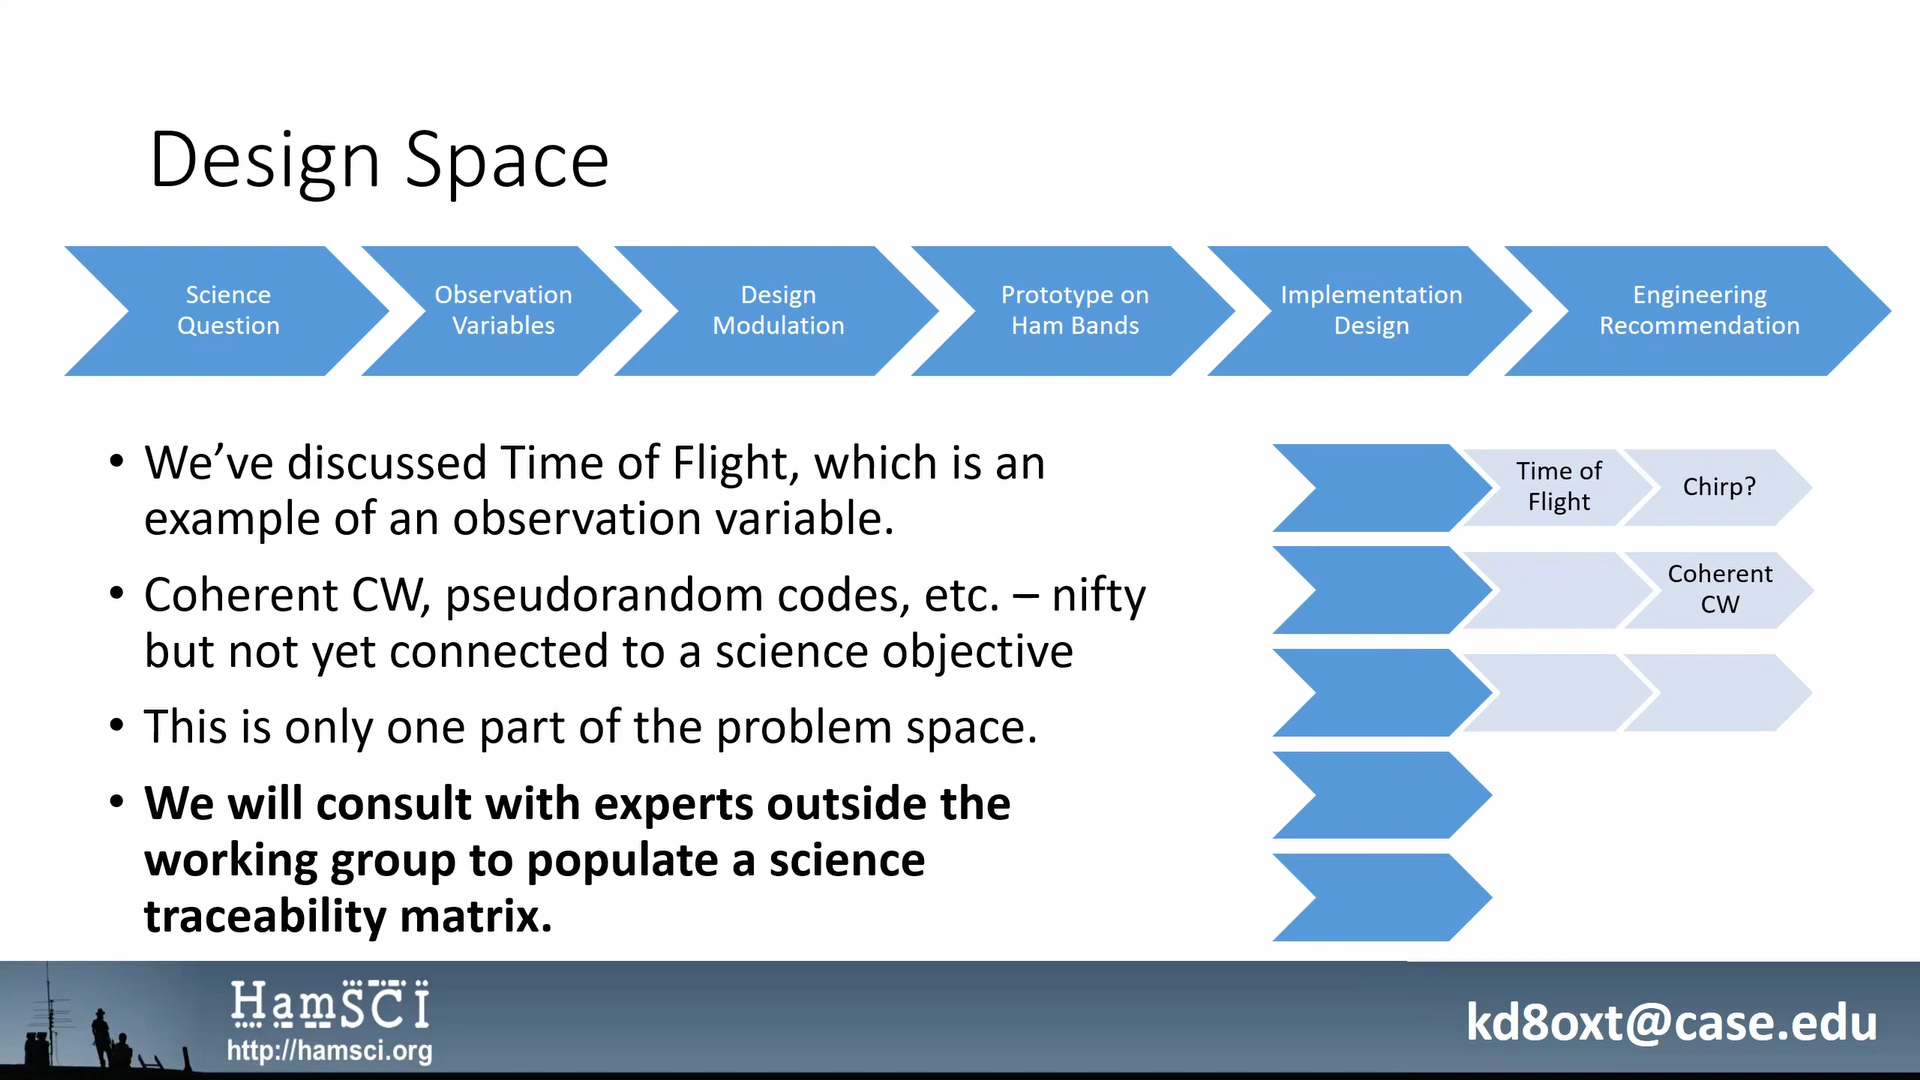 Design Space
Science
Question
Observation
Variables
Design
Modulation
Prototype on
Ham Bands
Implementation
Design
Engineering
Recommendation
• We’ve discussed Time of Flight, which is an
example of an observation variable.
• Coherent CW, pseudorandom codes, etc. – nifty
but not yet connected to a science objective
• This is only one part of the problem space.
• We will consult with experts outside the
working group to populate a science
traceability matrix.
Time of
Flight
Chirp?
Coherent
CW
HamSCI
http://hamsci.org
kd8oxt@case.edu